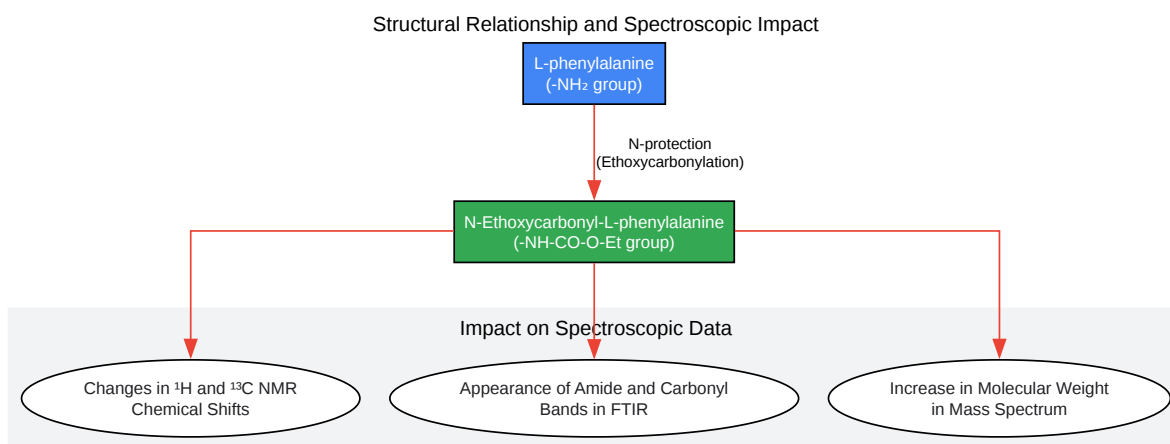 Structural Relationship and Spectroscopic Impact
L-phenylalanine
(-NH₂ group)
N-protection
(Ethoxycarbonylation)
N-Ethoxycarbonyl-L-phenylalanine
(-NH-CO-O-Et group)
Impact on Spectroscopic Data
Changes in ¹H and ¹³C NMR
Chemical Shifts
Appearance of Amide and Carbonyl
Bands in FTIR
Increase in Molecular Weight
in Mass Spectrum